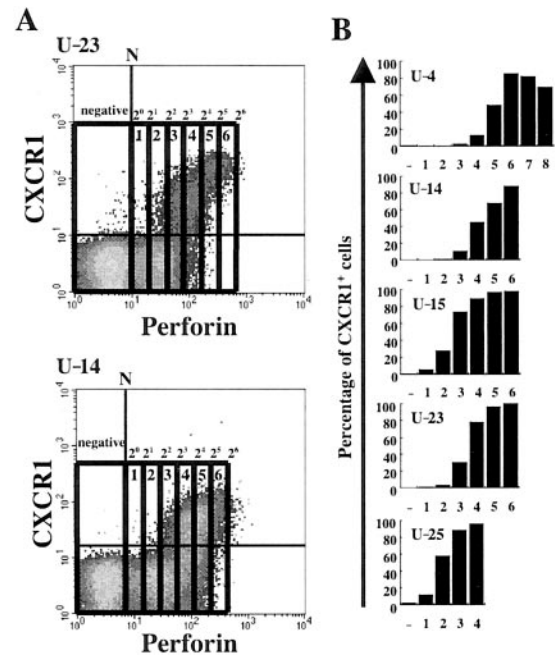 A
U-23
N
negative
2⁰ 2¹ 2² 2³ 2⁴ 2⁵ 2⁶
1 2 3 4 5 6
CXCR1
10⁴
10³
10²
10¹
10⁰
10⁰ 10¹ 10² 10³ 10⁴
Perforin
U-14
N
negative
2⁰ 2¹ 2² 2³ 2⁴ 2⁵ 2⁶
1 2 3 4 5 6
CXCR1
10⁴
10³
10²
10¹
10⁰
10⁰ 10¹ 10² 10³ 10⁴
Perforin
B
Percentage of CXCR1⁺ cells
U-4
100
80
60
40
20
0
– 1 2 3 4 5 6 7 8
U-14
100
80
60
40
20
0
– 1 2 3 4 5 6
U-15
100
80
60
40
20
0
– 1 2 3 4 5 6
U-23
100
80
60
40
20
0
– 1 2 3 4 5 6
U-25
100
80
60
40
20
0
– 1 2 3 4